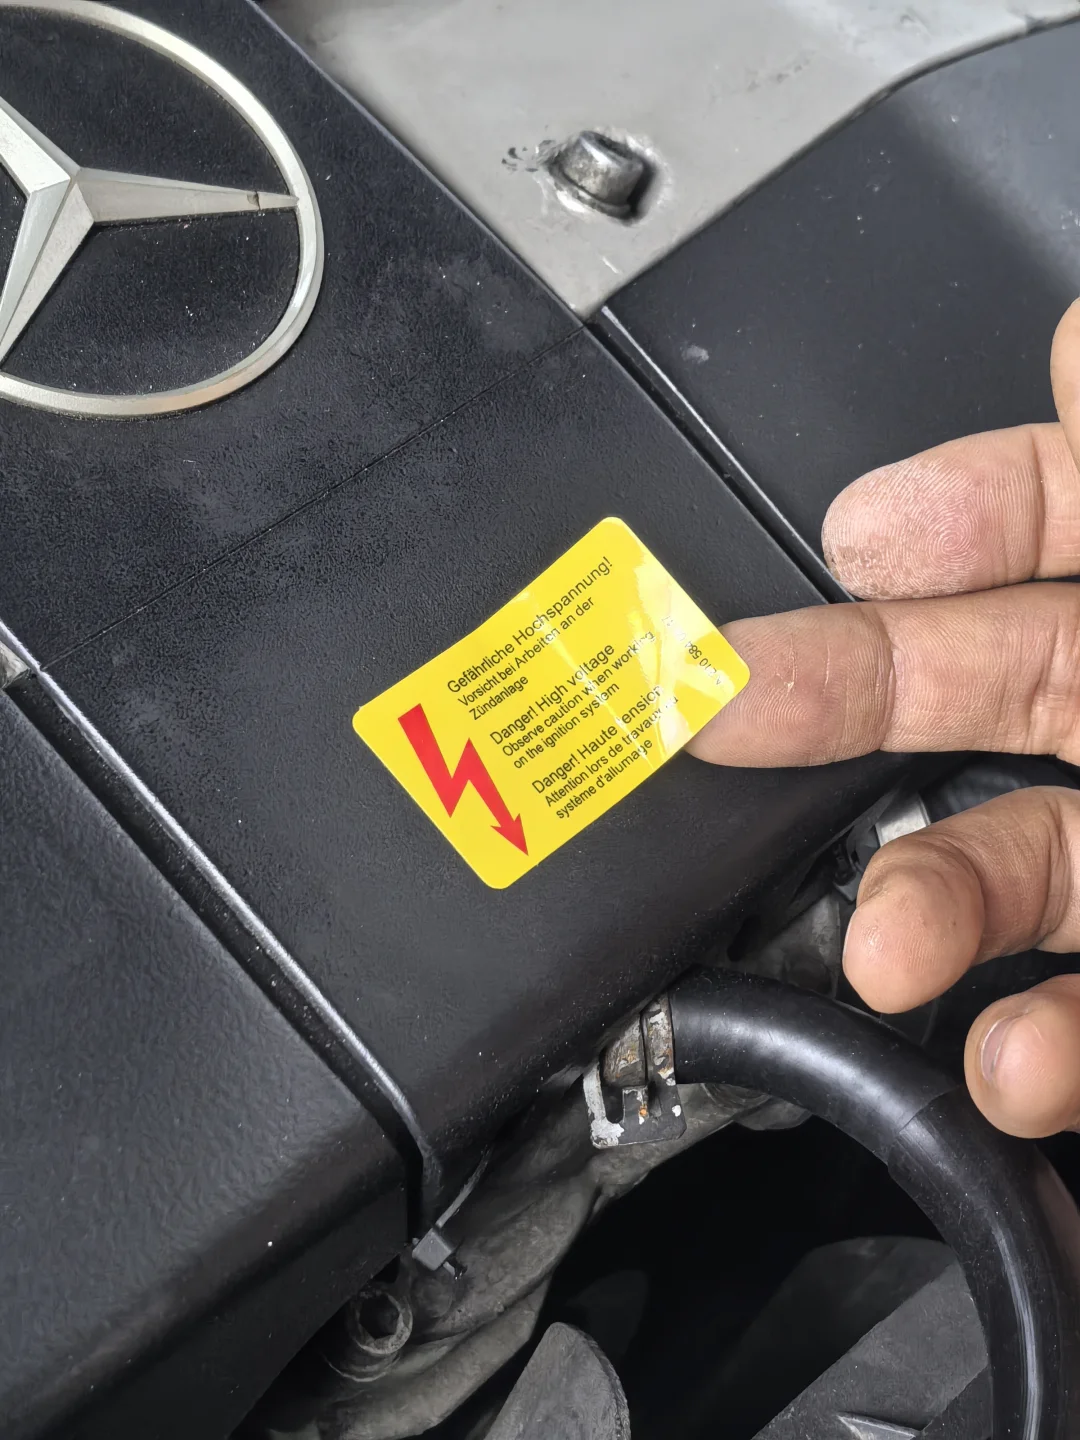 Gefährliche Hochspannung!
Vorsicht bei Arbeiten an der
Zündanlage
Danger! High voltage
Observe caution when working
on the ignition system
Danger! Haute tension
Attention lors de travaux
système d'allumage